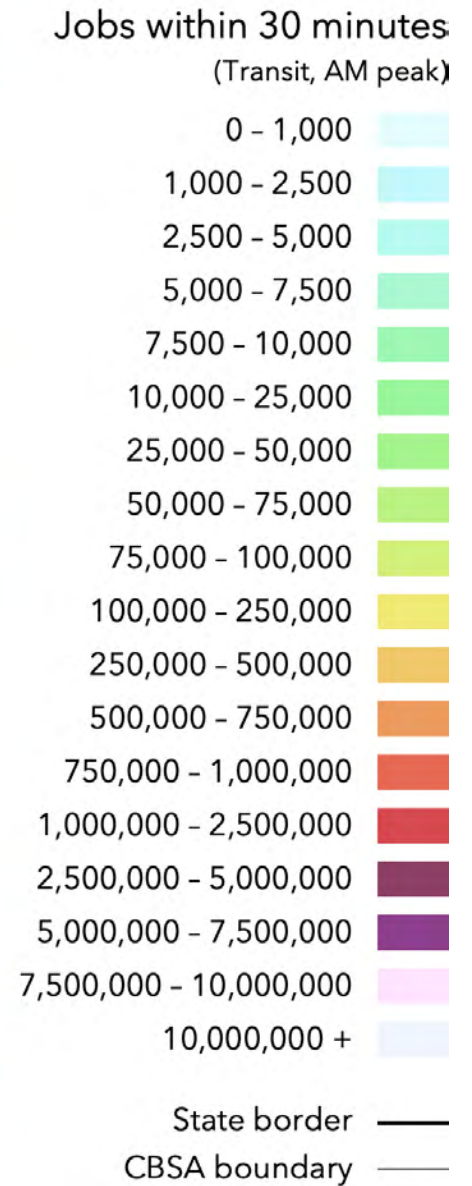 Jobs within 30 minutes
(Transit, AM peak)
0 – 1,000
1,000 – 2,500
2,500 – 5,000
5,000 – 7,500
7,500 – 10,000
10,000 – 25,000
25,000 – 50,000
50,000 – 75,000
75,000 – 100,000
100,000 – 250,000
250,000 – 500,000
500,000 – 750,000
750,000 – 1,000,000
1,000,000 – 2,500,000
2,500,000 – 5,000,000
5,000,000 – 7,500,000
7,500,000 – 10,000,000
10,000,000 +
State border
CBSA boundary